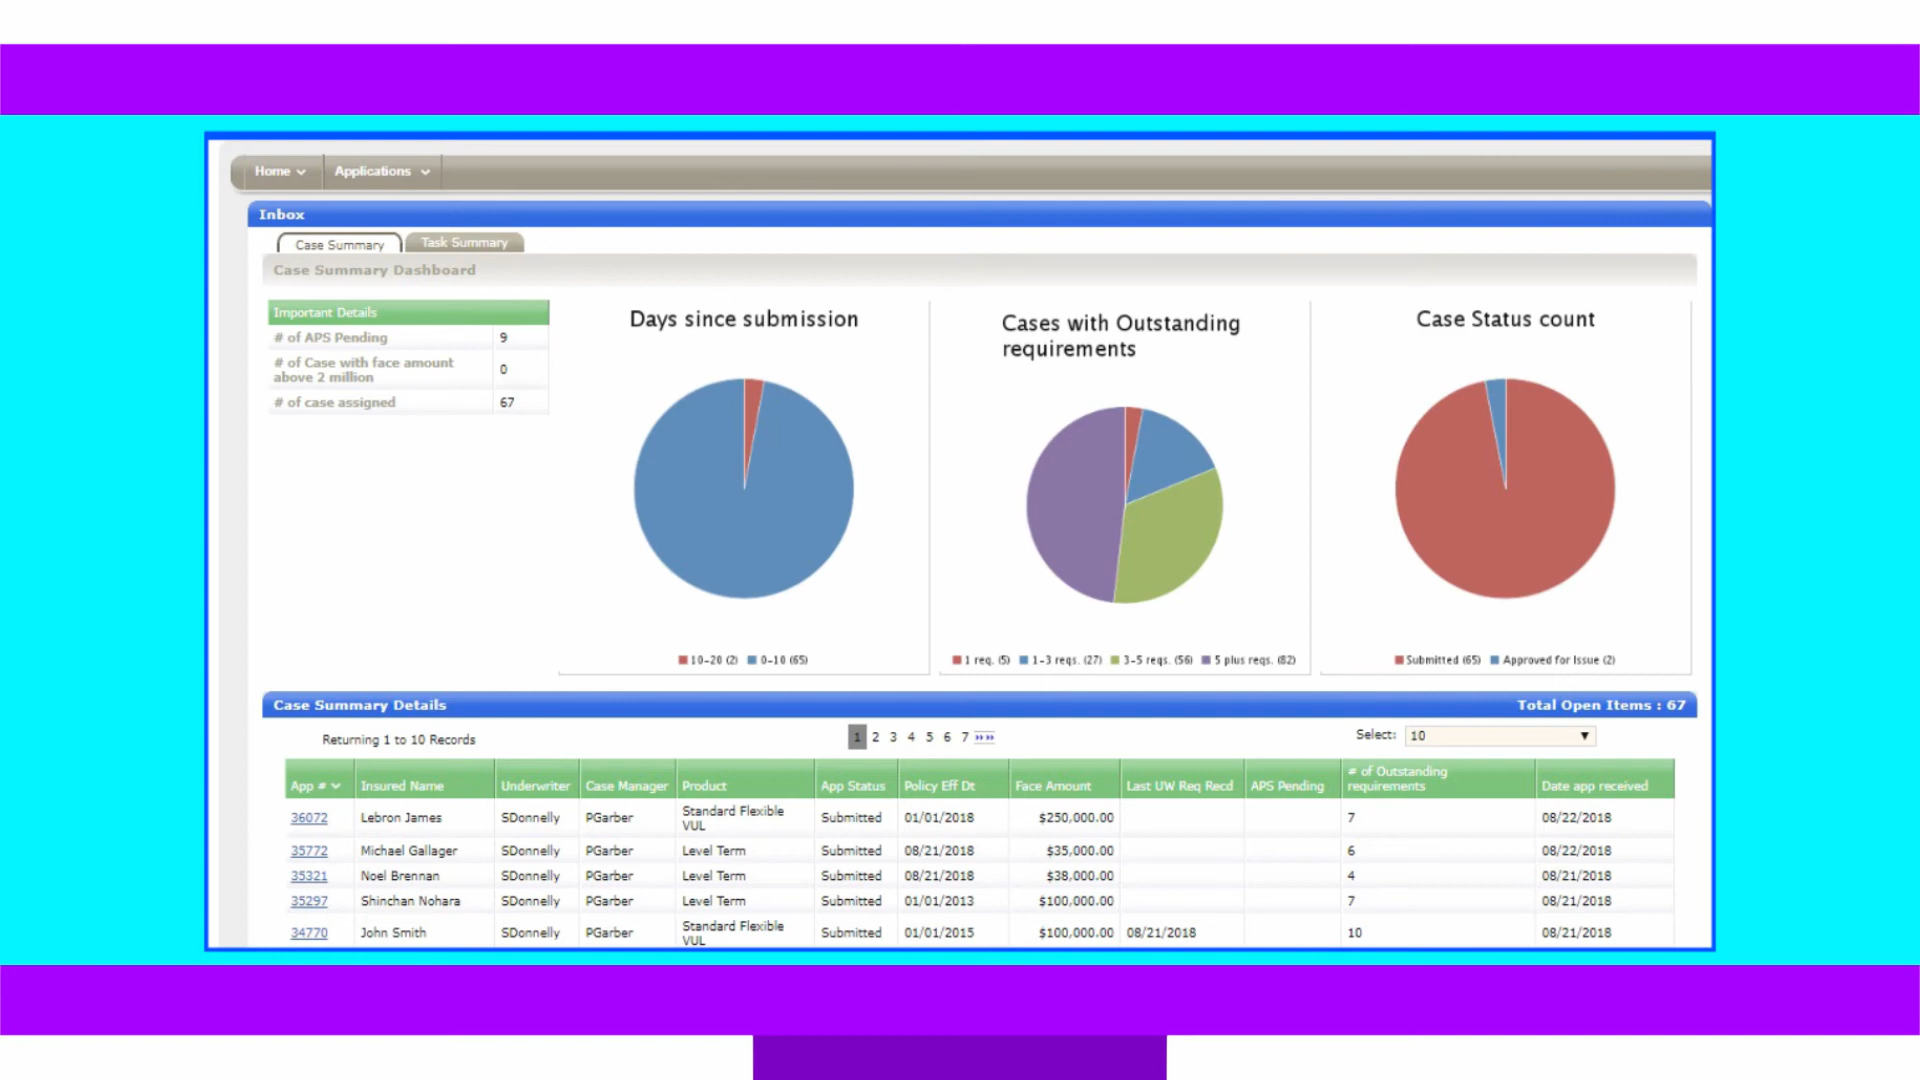 Home
Applications
Inbox
Case Summary
Task Summary
Case Summary Dashboard
Important Details
# of APS Pending 9
# of Case with face amount
above 2 million 0
# of case assigned 67
Days since submission
10-20 (2) 0-10 (65)
Cases with Outstanding
requirements
1 req. (5) 1-3 reqs. (27) 3-5 reqs. (56) 5 plus reqs. (82)
Case Status count
Submitted (65) Approved for Issue (2)
Case Summary Details Total Open Items : 67
Returning 1 to 10 Records 1 2 3 4 5 6 7 »» Select: 10
App # Insured Name Underwriter Case Manager Product App Status Policy Eff Dt Face Amount Last UW Req Recd APS Pending # of Outstanding requirements Date app received
36072 Lebron James SDonnelly PGarber Standard Flexible VUL Submitted 01/01/2018 $250,000.00 7 08/22/2018
35772 Michael Gallager SDonnelly PGarber Level Term Submitted 08/21/2018 $35,000.00 6 08/22/2018
35321 Noel Brennan SDonnelly PGarber Level Term Submitted 08/21/2018 $38,000.00 4 08/21/2018
35297 Shinchan Nohara SDonnelly PGarber Level Term Submitted 01/01/2013 $100,000.00 7 08/21/2018
34770 John Smith SDonnelly PGarber Standard Flexible VUL Submitted 01/01/2015 $100,000.00 08/21/2018 10 08/21/2018